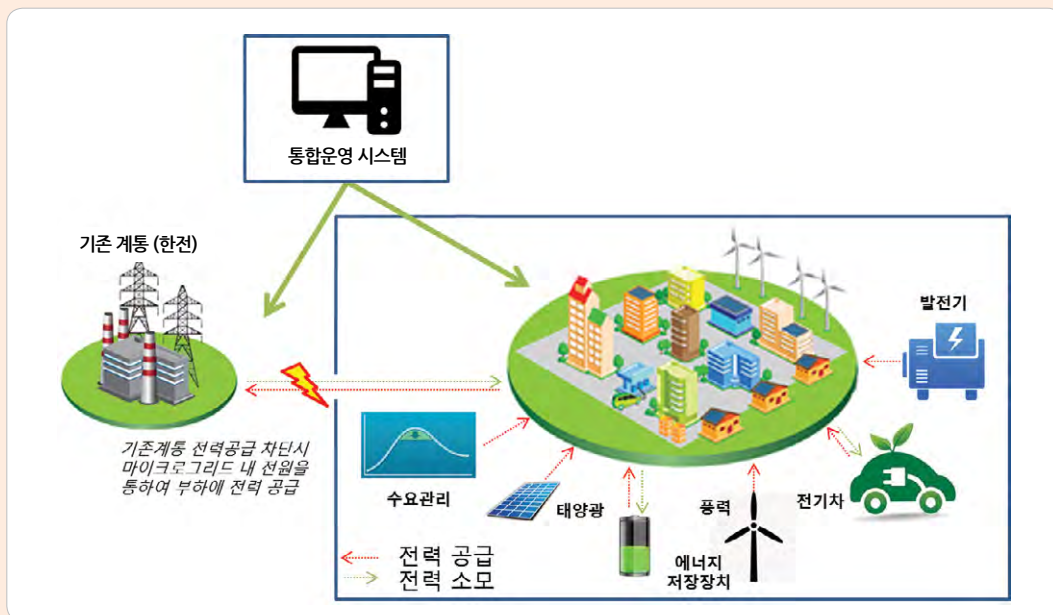 통합운영 시스템
기존 계통 (한전)
발전기
기존계통 전력공급 차단시
마이크로그리드 내 전원을
통하여 부하에 전력 공급
수요관리
태양광
풍력
전기차
에너지
저장장치
전력 공급
전력 소모